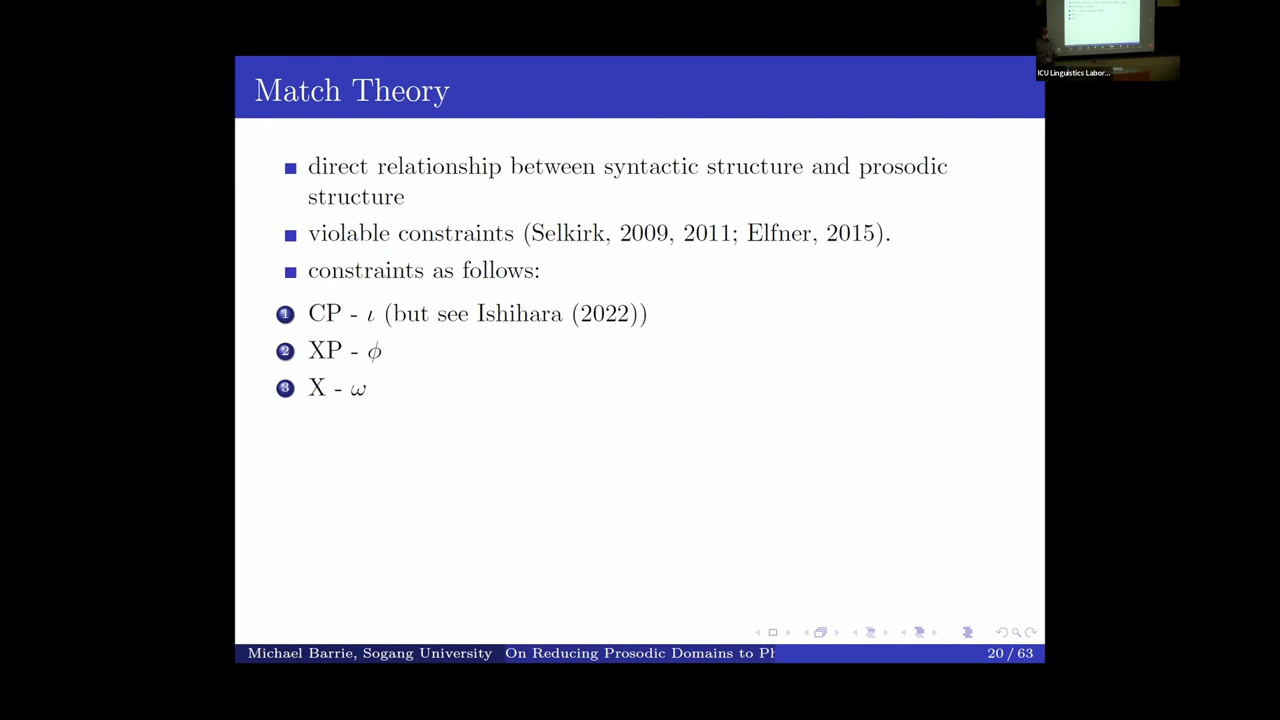 ICU Linguistics Labor...
Match Theory
direct relationship between syntactic structure and prosodic
structure
violable constraints (Selkirk, 2009, 2011; Elfner, 2015).
constraints as follows:
1 CP - ι (but see Ishihara (2022))
2 XP - ϕ
3 X - ω
Michael Barrie, Sogang University On Reducing Prosodic Domains to Ph 20 / 63